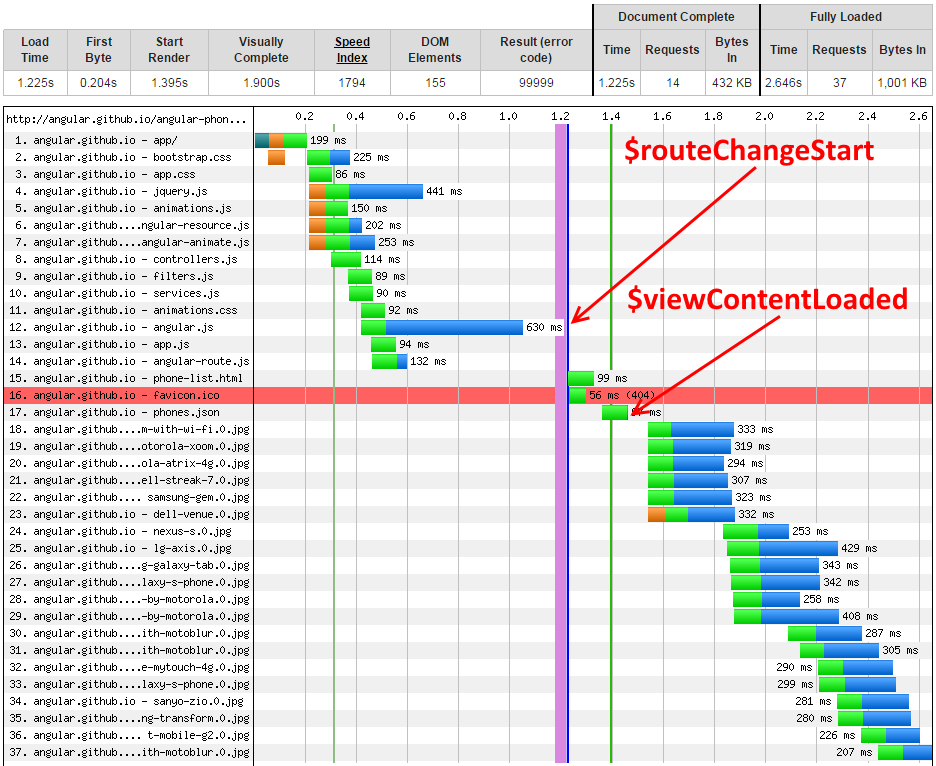 Document Complete Fully Loaded
Load Time First Byte Start Render Visually Complete Speed Index DOM Elements Result (error code) Time Requests Bytes In Time Requests Bytes In
1.225s 0.204s 1.395s 1.900s 1794 155 99999 1.225s 14 432 KB 2.646s 37 1,001 KB
http://angular.github.io/angular-phon... 0.2 0.4 0.6 0.8 1.0 1.2 1.4 1.6 1.8 2.0 2.2 2.4 2.6
1. angular.github.io - app/ 199 ms
$routeChangeStart
2. angular.github.io - bootstrap.css 225 ms
3. angular.github.io - app.css 86 ms
4. angular.github.io - jquery.js 441 ms
5. angular.github.io - animations.js 150 ms
6. angular.github....ngular-resource.js 202 ms
7. angular.github....angular-animate.js 253 ms
8. angular.github.io - controllers.js 114 ms
9. angular.github.io - filters.js 89 ms
10. angular.github.io - services.js 90 ms
$viewContentLoaded
11. angular.github.io - animations.css 92 ms
12. angular.github.io - angular.js 630 ms
13. angular.github.io - app.js 94 ms
14. angular.github.io - angular-route.js 132 ms
15. angular.github.io - phone-list.html 99 ms
16. angular.github.io - favicon.ico 56 ms (404)
17. angular.github.io - phones.json ms
18. angular.github....m-with-wi-fi.0.jpg 333 ms
19. angular.github....otorola-xoom.0.jpg 319 ms
20. angular.github....ola-atrix-4g.0.jpg 294 ms
21. angular.github....ell-streak-7.0.jpg 307 ms
22. angular.github.... samsung-gem.0.jpg 323 ms
23. angular.github.io - dell-venue.0.jpg 332 ms
24. angular.github.io - nexus-s.0.jpg 253 ms
25. angular.github.io - lg-axis.0.jpg 429 ms
26. angular.github....g-galaxy-tab.0.jpg 343 ms
27. angular.github....laxy-s-phone.0.jpg 342 ms
28. angular.github....-by-motorola.0.jpg 258 ms
29. angular.github....-by-motorola.0.jpg 408 ms
30. angular.github....ith-motoblur.0.jpg 287 ms
31. angular.github....ith-motoblur.0.jpg 305 ms
32. angular.github....e-mytouch-4g.0.jpg 290 ms
33. angular.github....laxy-s-phone.0.jpg 299 ms
34. angular.github.io - sanyo-zio.0.jpg 281 ms
35. angular.github....ng-transform.0.jpg 280 ms
36. angular.github.... t-mobile-g2.0.jpg 226 ms
37. angular.github....ith-motoblur.0.jpg 207 ms